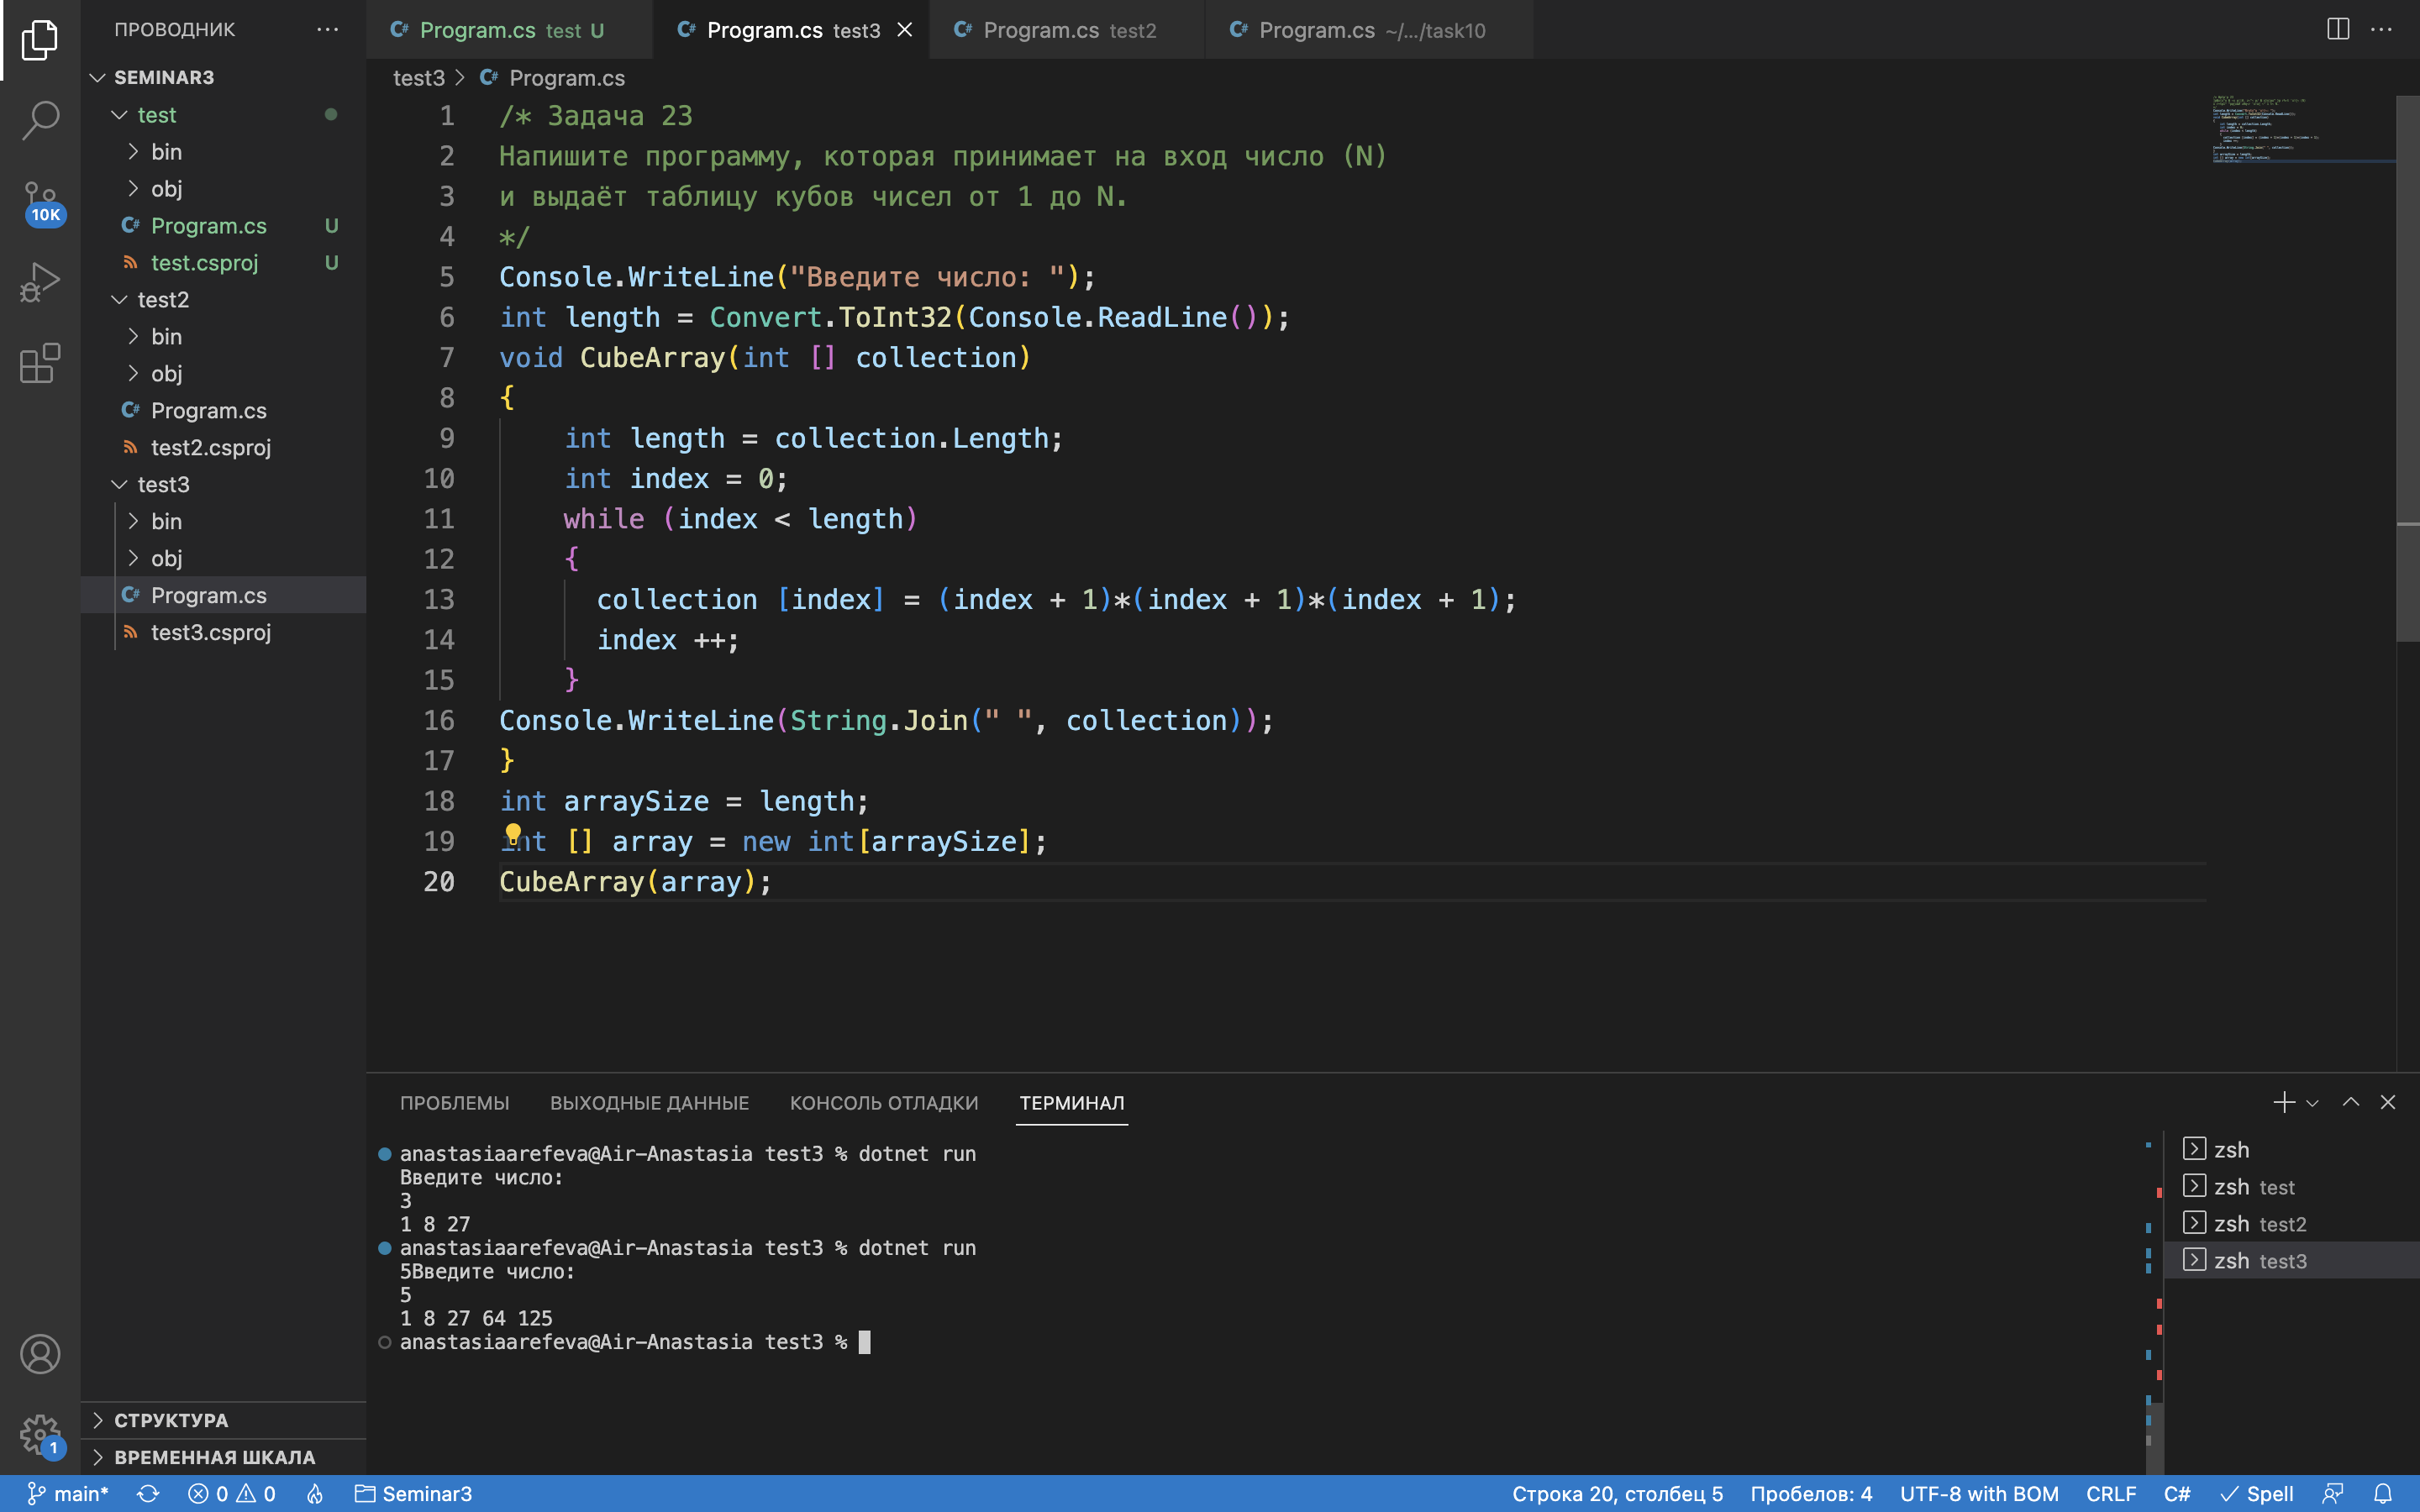 ПРОВОДНИК
SEMINAR3
test
bin
obj
Program.cs U
test.csproj U
test2
bin
obj
Program.cs
test2.csproj
test3
bin
obj
Program.cs
test3.csproj
СТРУКТУРА
ВРЕМЕННАЯ ШКАЛА
10K
1
Program.cs test U
Program.cs test3
Program.cs test2
Program.cs ~/.../task10
test3 > Program.cs
1 /* Задача 23
2 Напишите программу, которая принимает на вход число (N)
3 и выдаёт таблицу кубов чисел от 1 до N.
4 */
5 Console.WriteLine("Введите число: ");
6 int length = Convert.ToInt32(Console.ReadLine());
7 void CubeArray(int [] collection)
8 {
9     int length = collection.Length;
10     int index = 0;
11     while (index < length)
12     {
13       collection [index] = (index + 1)*(index + 1)*(index + 1);
14       index ++;
15     }
16 Console.WriteLine(String.Join(" ", collection));
17 }
18 int arraySize = length;
19 int [] array = new int[arraySize];
20 CubeArray(array);
ПРОБЛЕМЫ ВЫХОДНЫЕ ДАННЫЕ КОНСОЛЬ ОТЛАДКИ ТЕРМИНАЛ
anastasiaarefeva@Air-Anastasia test3 % dotnet run
Введите число:
3
1 8 27
anastasiaarefeva@Air-Anastasia test3 % dotnet run
5Введите число:
5
1 8 27 64 125
anastasiaarefeva@Air-Anastasia test3 %
zsh
zsh test
zsh test2
zsh test3
main* 0 0 Seminar3 Строка 20, столбец 5 Пробелов: 4 UTF-8 with BOM CRLF C# Spell